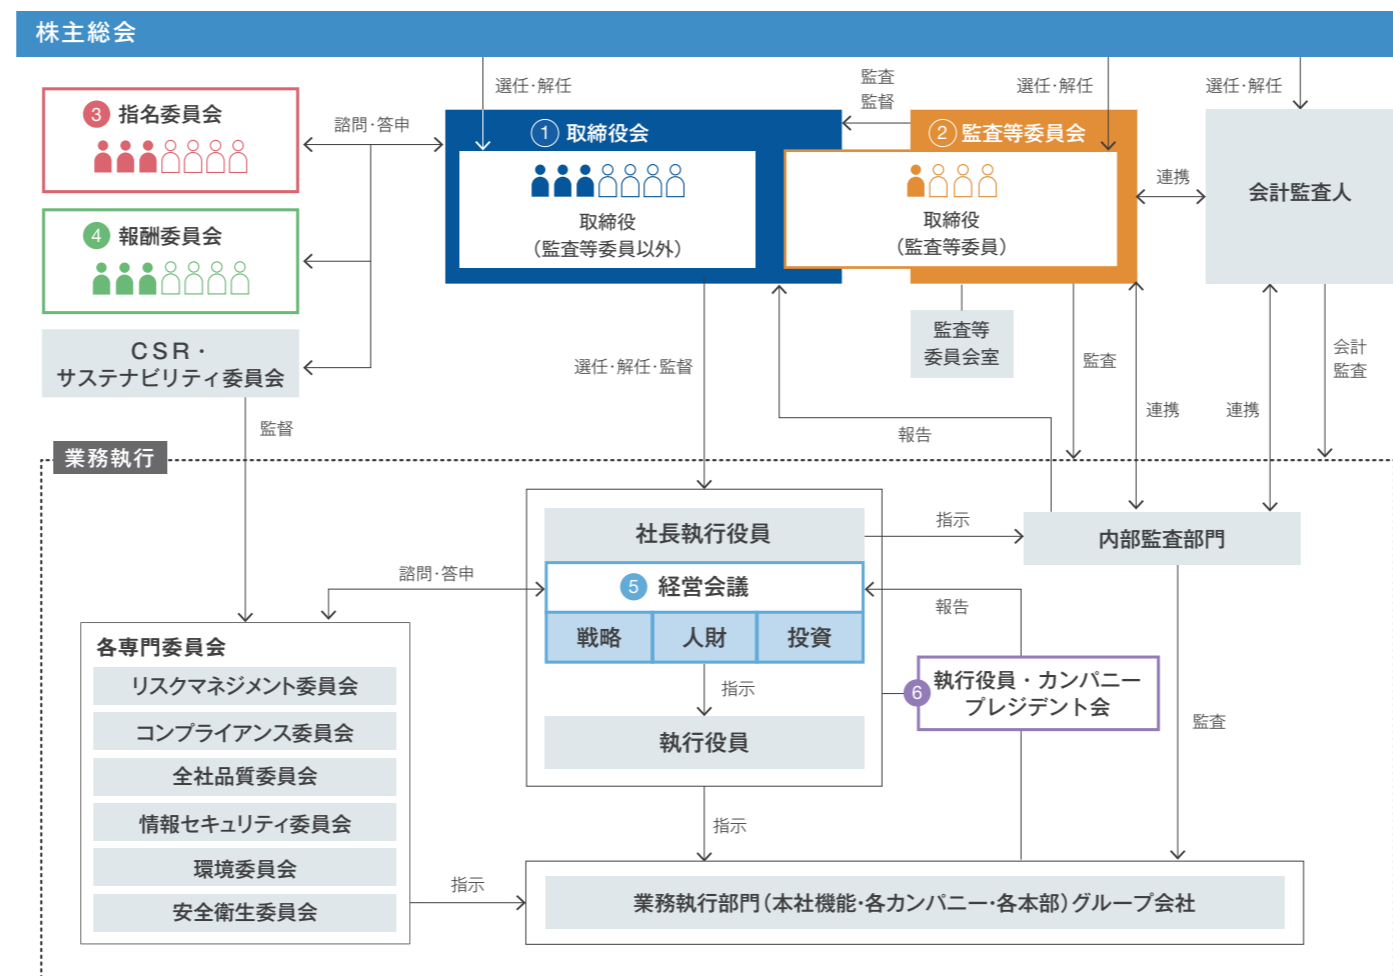 株主総会
選任・解任
監査
監督
選任・解任
選任・解任
3 指名委員会
諮問・答申
1 取締役会
取締役
（監査等委員以外）
2 監査等委員会
取締役
（監査等委員）
連携
会計監査人
4 報酬委員会
CSR・
サステナビリティ委員会
監査等
委員会室
選任・解任・監督
監査
会計
監査
連携
連携
報告
監督
業務執行
社長執行役員
指示
内部監査部門
諮問・答申
5 経営会議
戦略
人財
投資
報告
指示
執行役員
6 執行役員・カンパニー
プレジデント会
監査
各専門委員会
リスクマネジメント委員会
コンプライアンス委員会
全社品質委員会
情報セキュリティ委員会
環境委員会
安全衛生委員会
指示
指示
業務執行部門（本社機能・各カンパニー・各本部）グループ会社